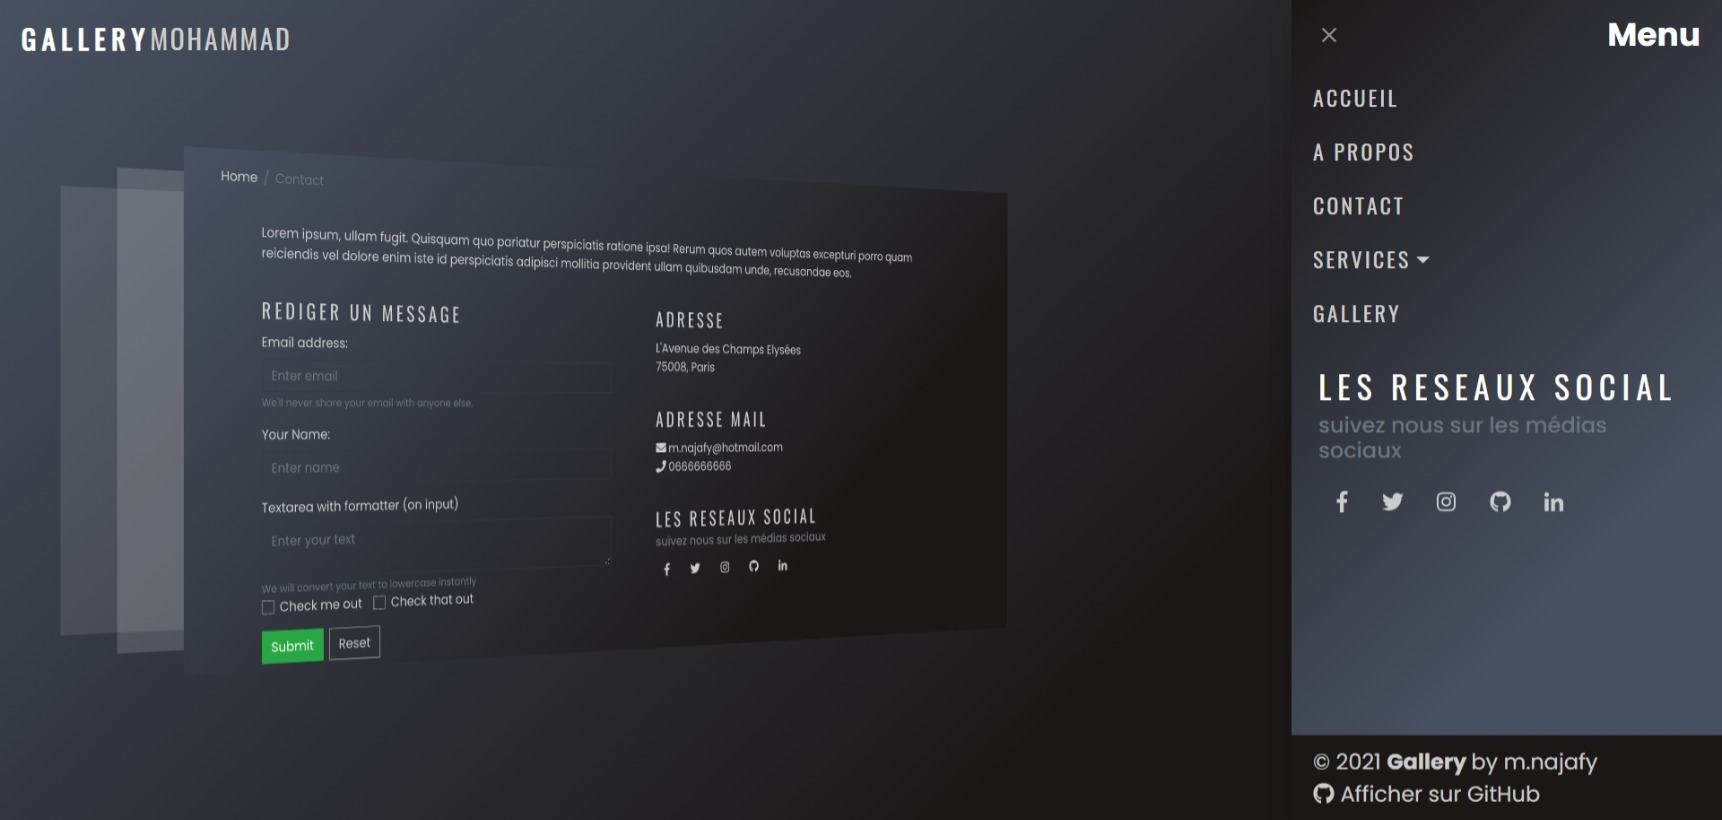 GALLERYMOHAMMAD
Home / Contact
Lorem ipsum, ullam fugit. Quisquam quo pariatur perspiciatis ratione ipsa! Rerum quos autem voluptas excepturi porro quam
reiciendis vel dolore enim iste id perspiciatis adipisci mollitia provident ullam quibusdam unde, recusandae eos.
REDIGER UN MESSAGE
Email address:
Enter email
We'll never share your email with anyone else.
Your Name:
Enter name
Textarea with formatter (on input)
Enter your text
We will convert your text to lowercase instantly
Check me out Check that out
Submit Reset
ADRESSE
L'Avenue des Champs Elysées
75008, Paris
ADRESSE MAIL
m.najafy@hotmail.com
0666666666
LES RESEAUX SOCIAL
suivez nous sur les médias sociaux
Menu
ACCUEIL
A PROPOS
CONTACT
SERVICES
GALLERY
LES RESEAUX SOCIAL
suivez nous sur les médias
sociaux
© 2021 Gallery by m.najafy
Afficher sur GitHub